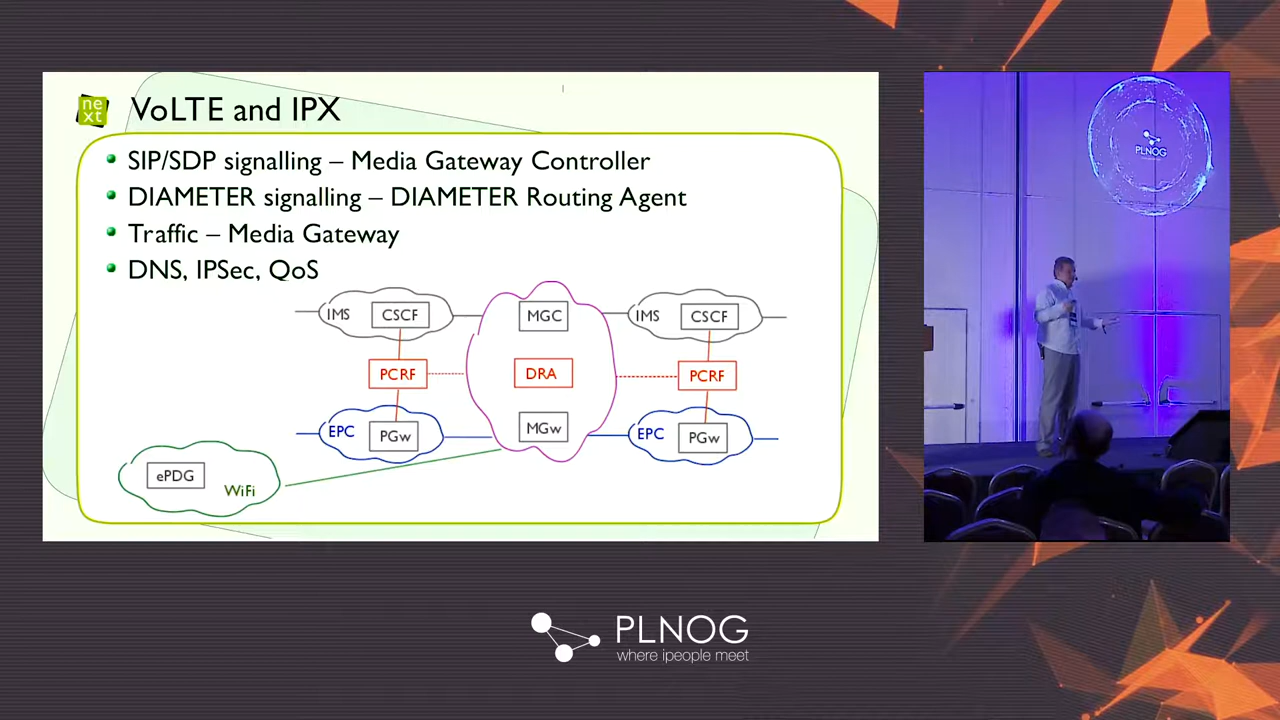 ne
xt
VoLTE and IPX
SIP/SDP signalling – Media Gateway Controller
DIAMETER signalling – DIAMETER Routing Agent
Traffic – Media Gateway
DNS, IPSec, QoS
IMS CSCF MGC IMS CSCF
PCRF DRA PCRF
EPC PGw MGw EPC PGw
ePDG WiFi
PLNOG
PLNOG
where ipeople meet